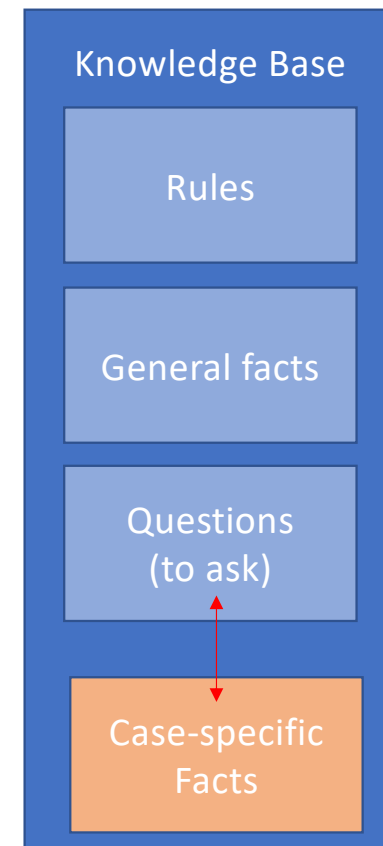 Knowledge Base
Rules
General facts
Questions
(to ask)
Case-specific
Facts